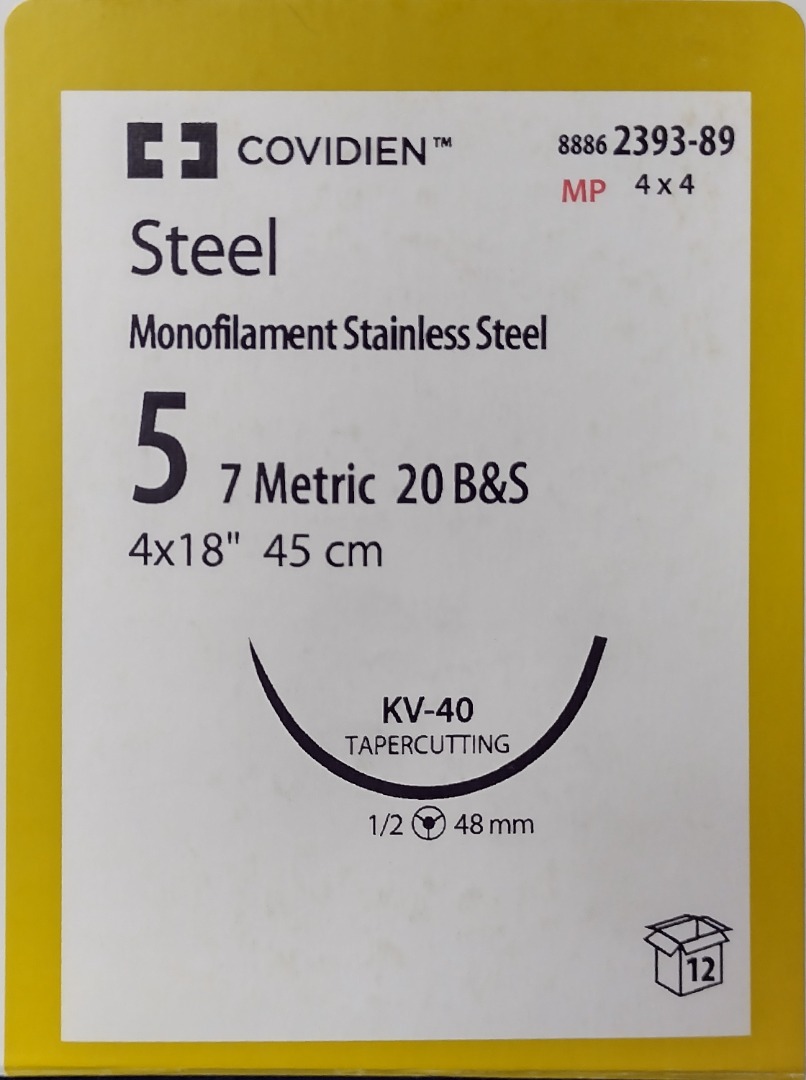 COVIDIEN™
8886 2393-89
MP 4 x 4
Steel
Monofilament Stainless Steel
5 7 Metric 20 B&S
4x18" 45 cm
KV-40
TAPERCUTTING
1/2 48 mm
12